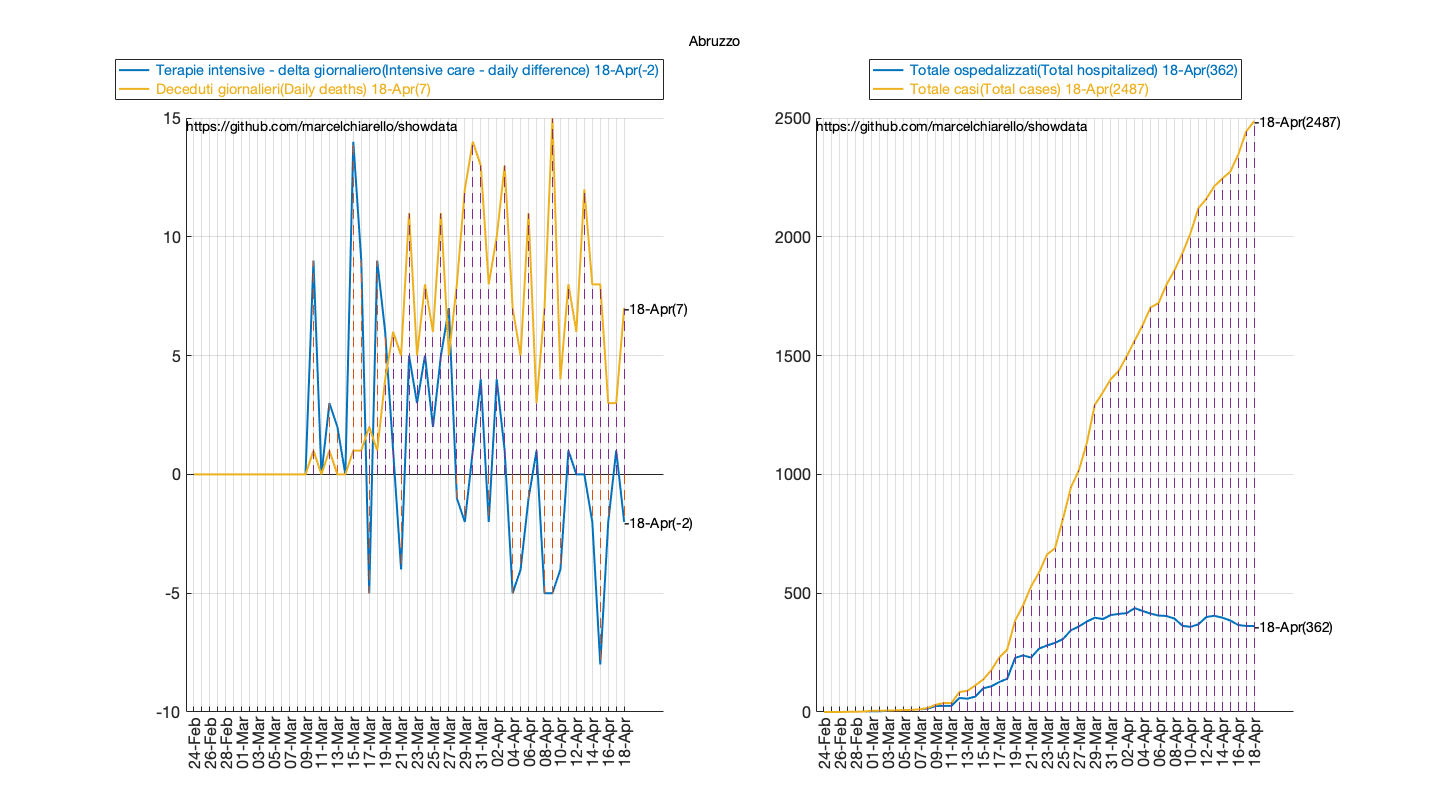 Abruzzo
Terapie intensive - delta giornaliero(Intensive care - daily difference) 18-Apr(-2)
Deceduti giornalieri(Daily deaths) 18-Apr(7)
https://github.com/marcelchiarello/showdata
15
10
5
0
-5
-10
18-Apr(7)
18-Apr(-2)
24-Feb
26-Feb
28-Feb
01-Mar
03-Mar
05-Mar
07-Mar
09-Mar
11-Mar
13-Mar
15-Mar
17-Mar
19-Mar
21-Mar
23-Mar
25-Mar
27-Mar
29-Mar
31-Mar
02-Apr
04-Apr
06-Apr
08-Apr
10-Apr
12-Apr
14-Apr
16-Apr
18-Apr
Totale ospedalizzati(Total hospitalized) 18-Apr(362)
Totale casi(Total cases) 18-Apr(2487)
https://github.com/marcelchiarello/showdata
2500
2000
1500
1000
500
0
18-Apr(2487)
18-Apr(362)
24-Feb
26-Feb
28-Feb
01-Mar
03-Mar
05-Mar
07-Mar
09-Mar
11-Mar
13-Mar
15-Mar
17-Mar
19-Mar
21-Mar
23-Mar
25-Mar
27-Mar
29-Mar
31-Mar
02-Apr
04-Apr
06-Apr
08-Apr
10-Apr
12-Apr
14-Apr
16-Apr
18-Apr